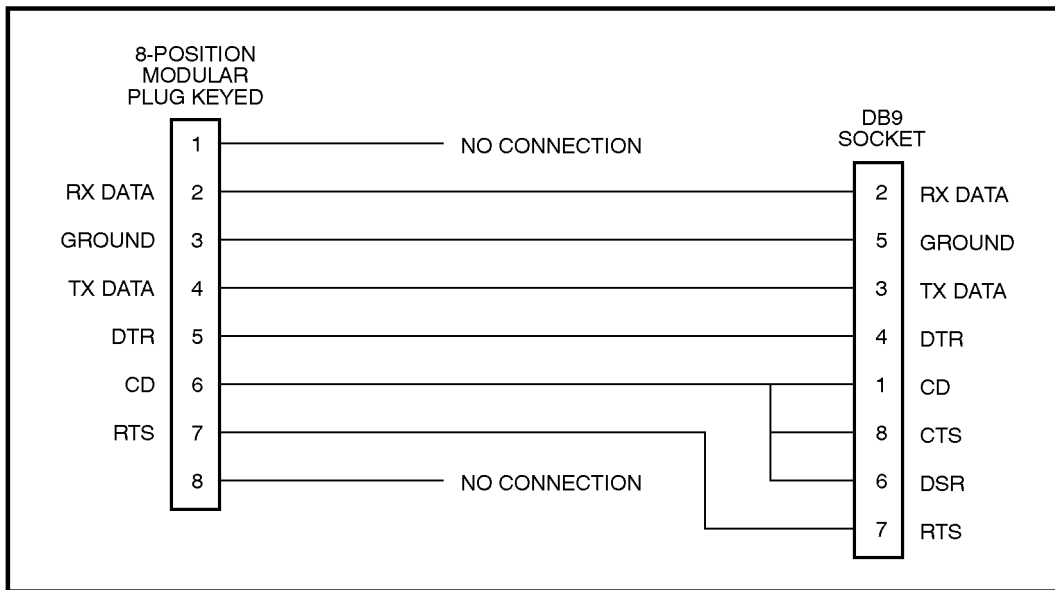 8-POSITION
MODULAR
PLUG KEYED
DB9
SOCKET
1 NO CONNECTION
RX DATA 2 2 RX DATA
GROUND 3 5 GROUND
TX DATA 4 3 TX DATA
DTR 5 4 DTR
CD 6 1 CD
RTS 7 8 CTS
8 NO CONNECTION 6 DSR
7 RTS